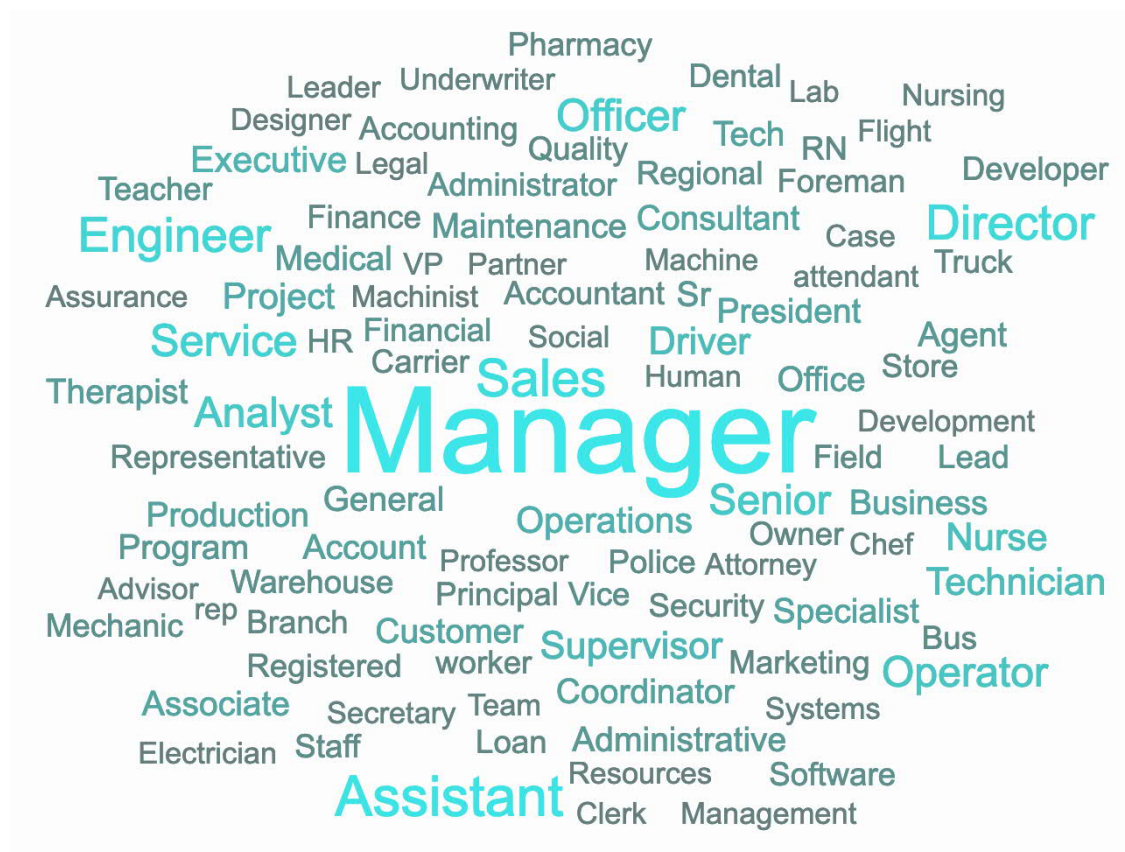 Pharmacy
Leader Underwriter Dental Lab Nursing
Designer Accounting Officer Tech Flight
Executive Legal Quality RN
Teacher Administrator Regional Foreman Developer
Engineer Finance Maintenance Consultant Case Director
Medical VP Partner Machine attendant Truck
Assurance Project Machinist Accountant Sr President
Service HR Financial Social Driver Agent
Carrier Sales Human Office Store
Therapist Analyst Manager Development
Representative Field Lead
Production General Operations Senior Business
Program Account Professor Police Owner Attorney Chef Nurse
Advisor Warehouse Principal Vice Security Specialist Technician
Mechanic rep Branch Customer Supervisor Bus
Registered worker Marketing Operator
Associate Secretary Team Coordinator Systems
Electrician Staff Loan Administrative
Assistant Resources Software
Clerk Management